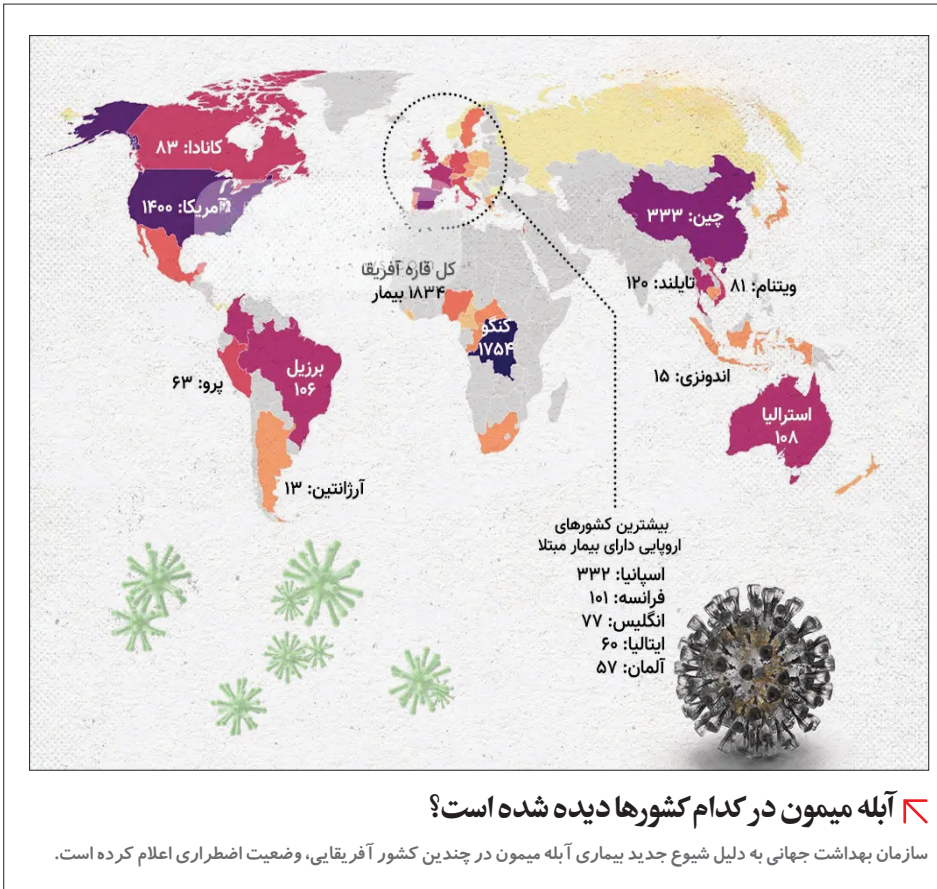 کانادا: ۸۳
آمریکا: ۱۴۰۰
چین: ۳۳۳
کل قاره آفریقا
۱۸۳۴ بیمار
تایلند: ۱۲۰
ویتنام: ۸۱
کنگو
۱۷۵۴
برزیل
۱۰۶
پرو: ۶۳
اندونزی: ۱۵
استرالیا
۱۰۸
آرژانتین: ۱۳
بیشترین کشورهای
اروپایی دارای بیمار مبتلا
اسپانیا: ۳۳۲
فرانسه: ۱۰۱
انگلیس: ۷۷
ایتالیا: ۶۰
آلمان: ۵۷
آبله میمون در کدام کشورها دیده شده است؟
سازمان بهداشت جهانی به دلیل شیوع جدید بیماری آبله میمون در چندین کشور آفریقایی، وضعیت اضطراری اعلام کرده است.